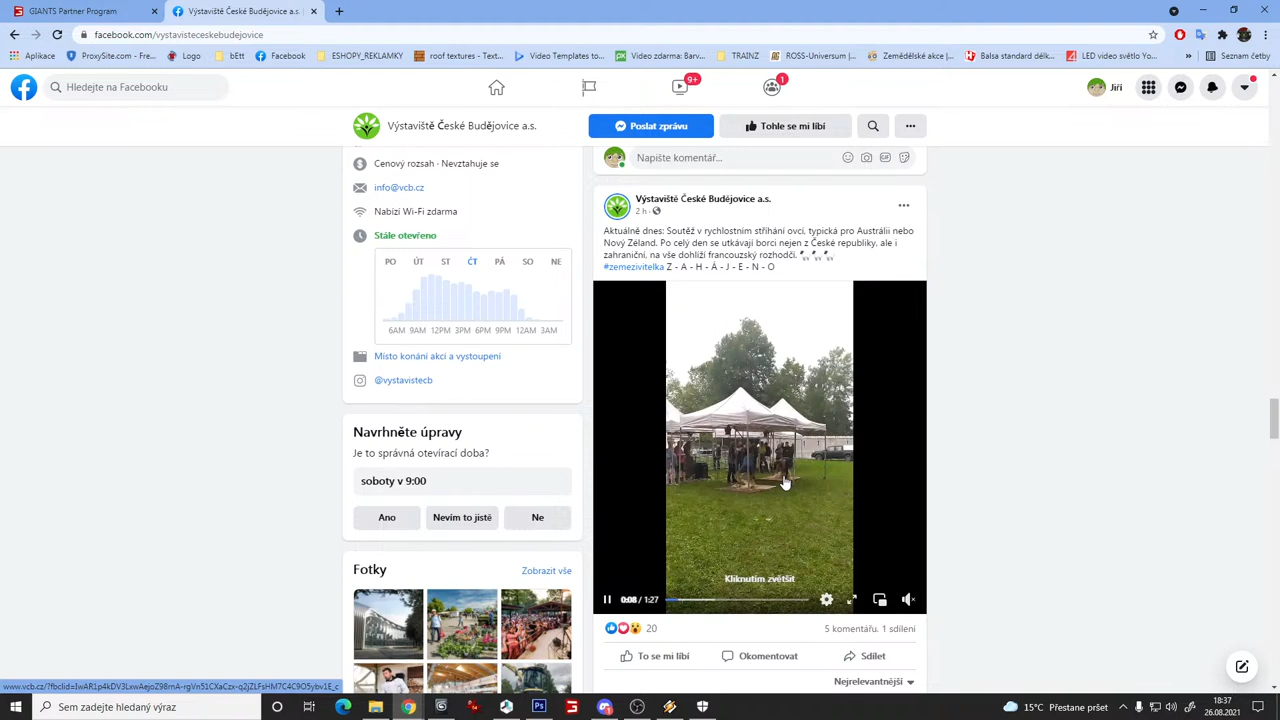 GIANTS Partner Program
Výstaviště České Budějovice a.s.
facebook.com/vystavisteceskebudejovice
Aplikace
ProxySite.com - Free...
Logo
bEtt
Facebook
ESHOPY_REKLAMKY
roof textures - Text...
Video Templates to...
Video zdarma: Barvi...
TRAINZ
ROSS-Universum | ...
Zemědělské akce | ...
Balsa standard délk...
LED video světlo Yo...
Seznam četby
Hledejte na Facebooku
9+
1
Jiří
Výstaviště České Budějovice a.s.
Poslat zprávu
Tohle se mi líbí
Cenový rozsah · Nevztahuje se
info@vcb.cz
Nabízí Wi-Fi zdarma
Stále otevřeno
PO ÚT ST ČT PÁ SO NE
6AM 9AM 12PM 3PM 6PM 9PM 12AM 3AM
Místo konání akcí a vystoupení
@vystavistecb
Navrhněte úpravy
Je to správná otevírací doba?
soboty v 9:00
Ano
Nevím to jistě
Ne
Fotky
Zobrazit vše
Napište komentář...
GIF
Výstaviště České Budějovice a.s.
2 h ·
Aktuálně dnes: Soutěž v rychlostním stříhání ovcí, typická pro Austrálii nebo
Nový Zéland. Po celý den se utkávají borci nejen z České republiky, ale i
zahraniční, na vše dohlíží francouzský rozhodčí.
#zemezivitelka Z - A - H - Á - J - E - N - O
Kliknutím zvětšit
0:08 / 1:27
20
5 komentářů. 1 sdílení
To se mi líbí
Okomentovat
Sdílet
Nejrelevantnější
Sem zadejte hledaný výraz
15°C Přestane pršet
18:37
26.08.2021